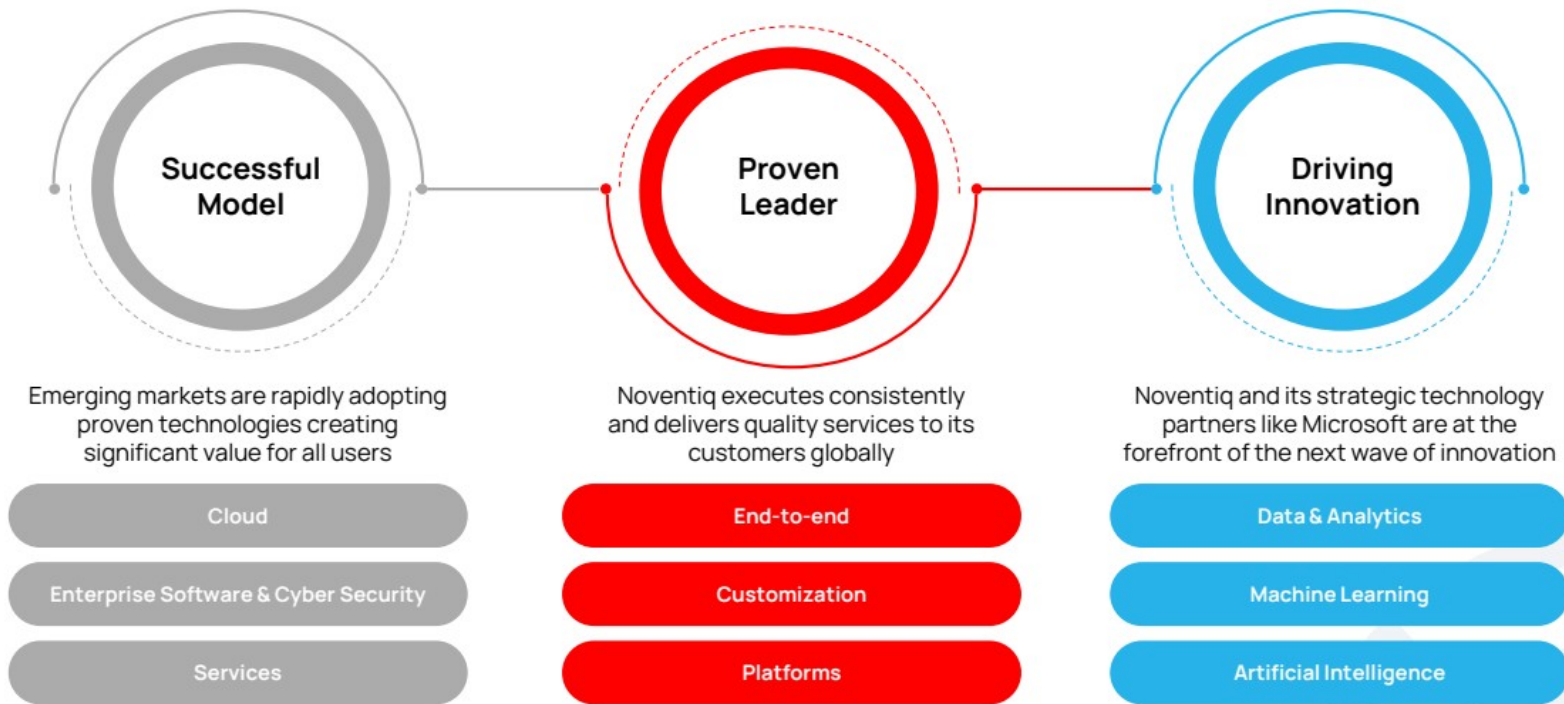 Successful
Model
Proven
Leader
Driving
Innovation
Emerging markets are rapidly adopting
proven technologies creating
significant value for all users
Noventiq executes consistently
and delivers quality services to its
customers globally
Noventiq and its strategic technology
partners like Microsoft are at the
forefront of the next wave of innovation
Cloud
Enterprise Software & Cyber Security
Services
End-to-end
Customization
Platforms
Data & Analytics
Machine Learning
Artificial Intelligence